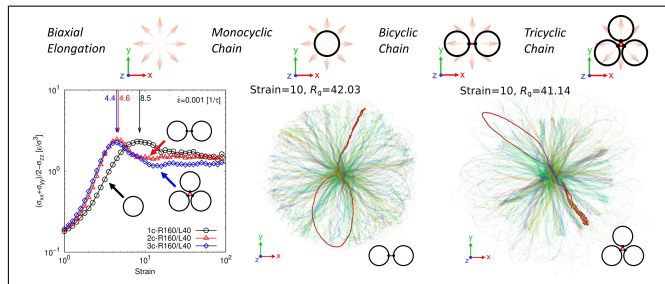 Biaxial
Elongation
Monocyclic
Chain
Bicyclic
Chain
Tricyclic
Chain
y
z x
y
z x
y
z x
y
z x
4.4 4.6 8.5 ε̇=0.001 [1/τ]
(σxx+σyy)/2−σzz [ε/σ³]
10¹
10⁰
10⁻¹
10⁰ 10¹ 10²
Strain
1c-R160/L40
2c-R160/L40
3c-R160/L40
Strain=10, Rg=42.03
y
z x
Strain=10, Rg=41.14
y
z x